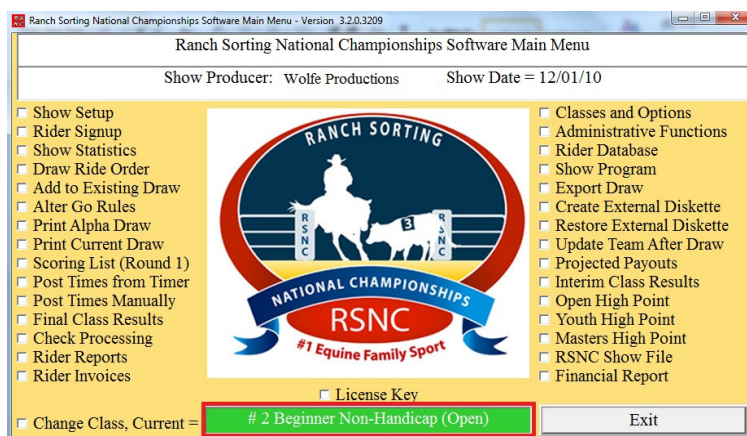 Ranch Sorting National Championships Software Main Menu - Version 3.2.0.3209
Ranch Sorting National Championships Software Main Menu
Show Producer: Wolfe Productions Show Date = 12/01/10
Show Setup
Rider Signup
Show Statistics
Draw Ride Order
Add to Existing Draw
Alter Go Rules
Print Alpha Draw
Print Current Draw
Scoring List (Round 1)
Post Times from Timer
Post Times Manually
Final Class Results
Check Processing
Rider Reports
Rider Invoices
RANCH SORTING
RSNC
3
RSNC
NATIONAL CHAMPIONSHIPS
RSNC
#1 Equine Family Sport
Classes and Options
Administrative Functions
Rider Database
Show Program
Export Draw
Create External Diskette
Restore External Diskette
Update Team After Draw
Projected Payouts
Interim Class Results
Open High Point
Youth High Point
Masters High Point
RSNC Show File
Financial Report
License Key
Change Class, Current = # 2 Beginner Non-Handicap (Open)
Exit